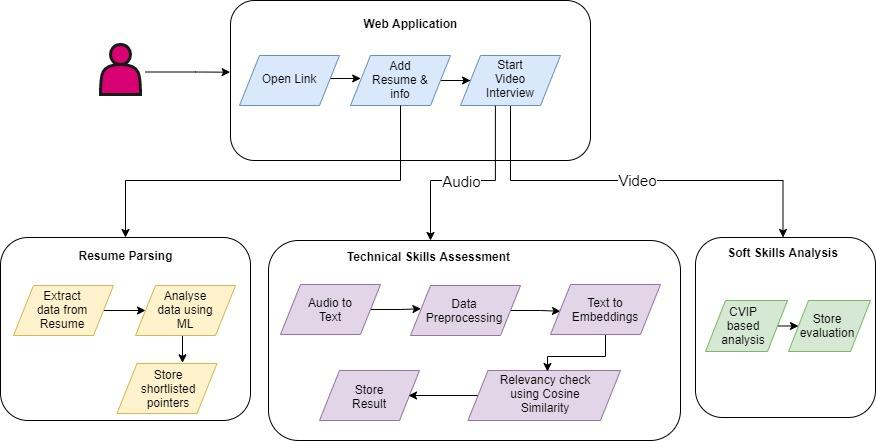 Web Application
Open Link
Add
Resume &
info
Start
Video
Interview
Audio
Video
Resume Parsing
Extract
data from
Resume
Analyse
data using
ML
Store
shortlisted
pointers
Technical Skills Assessment
Audio to
Text
Data
Preprocessing
Text to
Embeddings
Relevancy check
using Cosine
Similarity
Store
Result
Soft Skills Analysis
CVIP
based
analysis
Store
evaluation